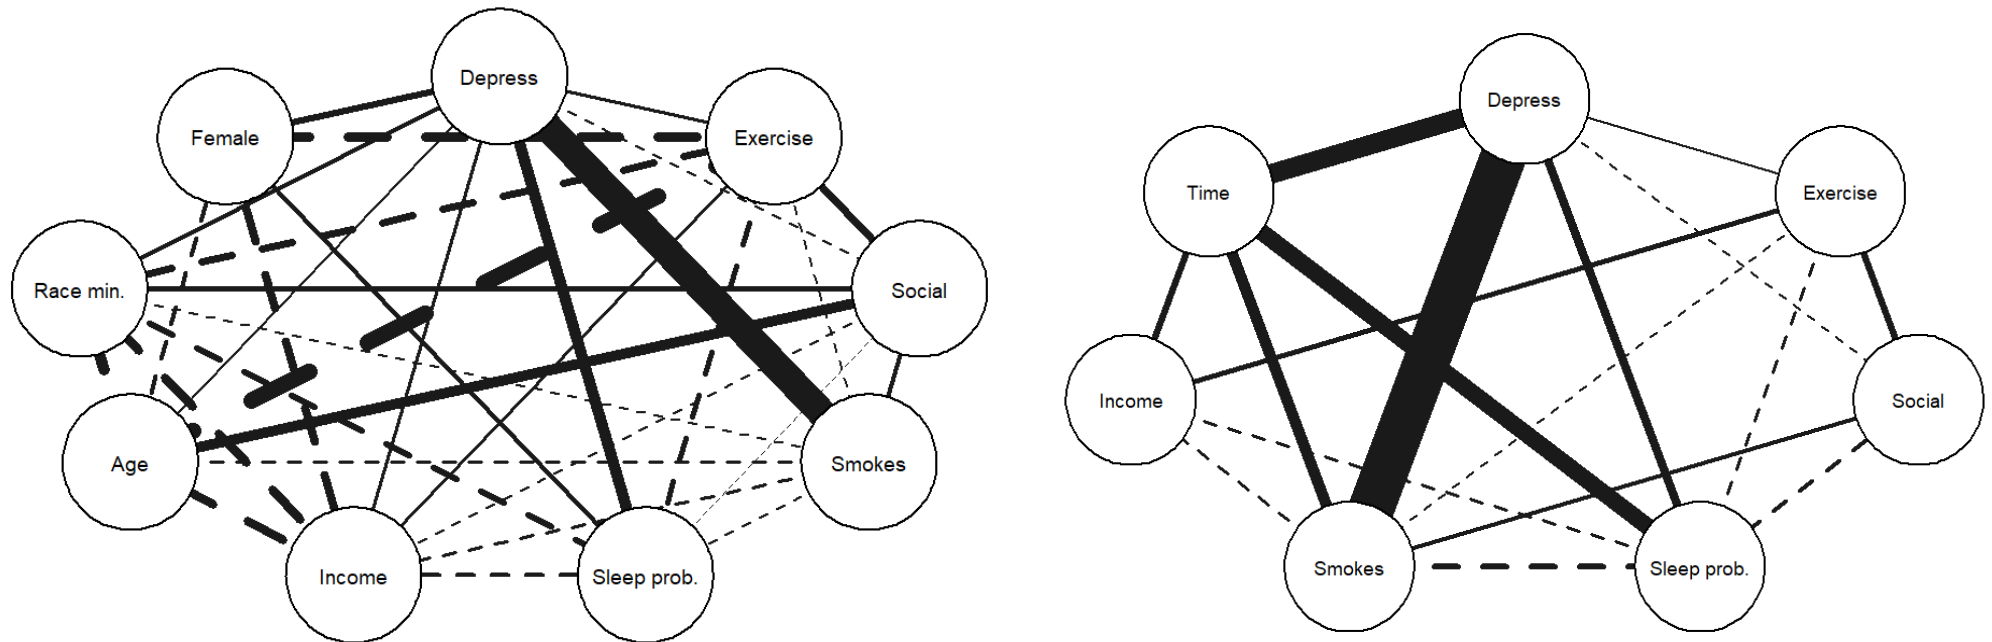 Depress
Female
Exercise
Race min.
Social
Age
Smokes
Income
Sleep prob.
Depress
Time
Exercise
Income
Social
Smokes
Sleep prob.